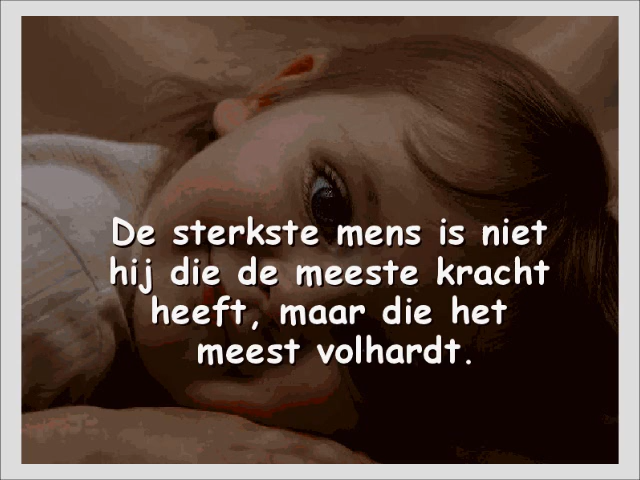 De sterkste mens is niet
hij die de meeste kracht
heeft, maar die het
meest volhardt.